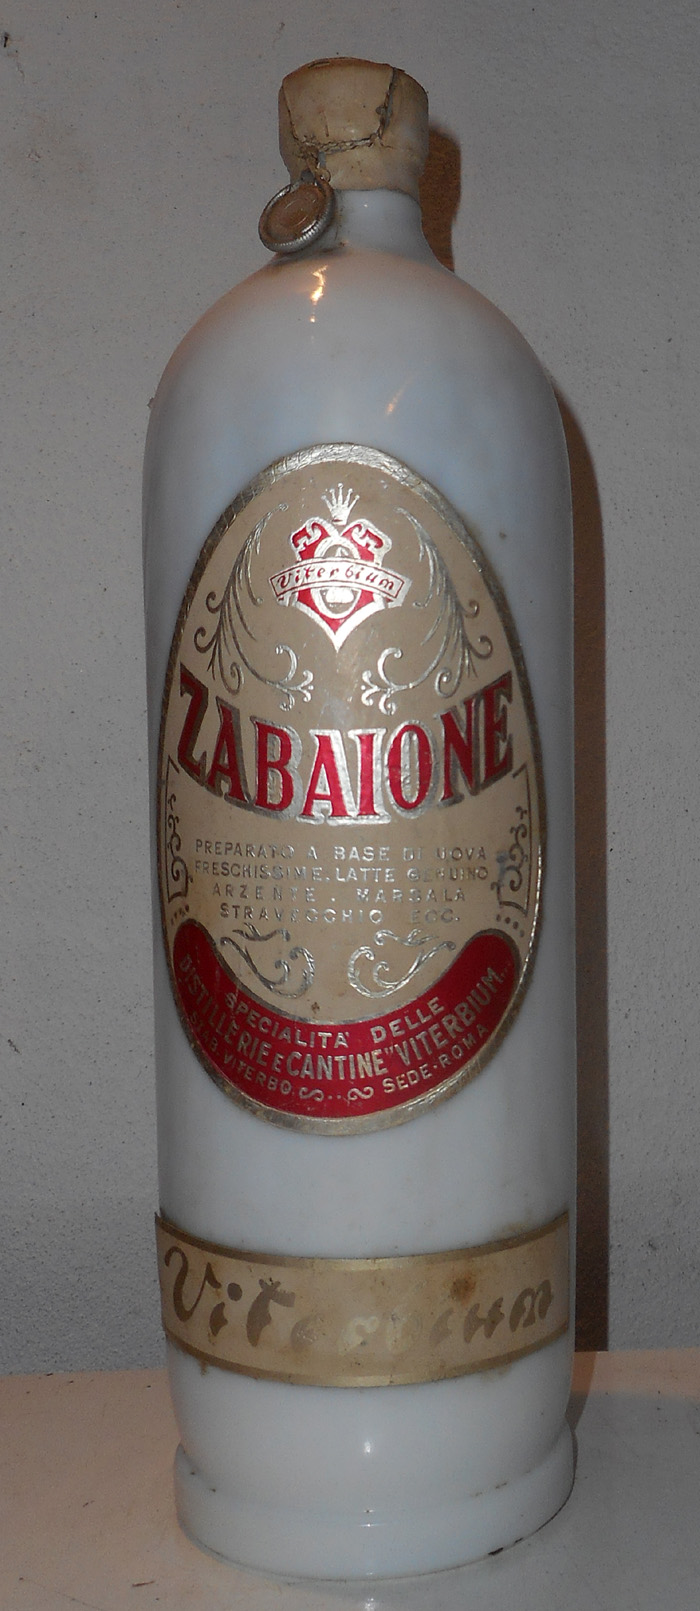 Viterbium
ZABAIONE
PREPARATO A BASE DI UOVA
FRESCHISSIME. LATTE GENUINO
ARZENTE . MARSALA
STRAVECCHIO ECC.
SPECIALITA' DELLE
DISTILLERIE E CANTINE "VITERBIUM"
STAB. VITERBO SEDE-ROMA
Viterbium